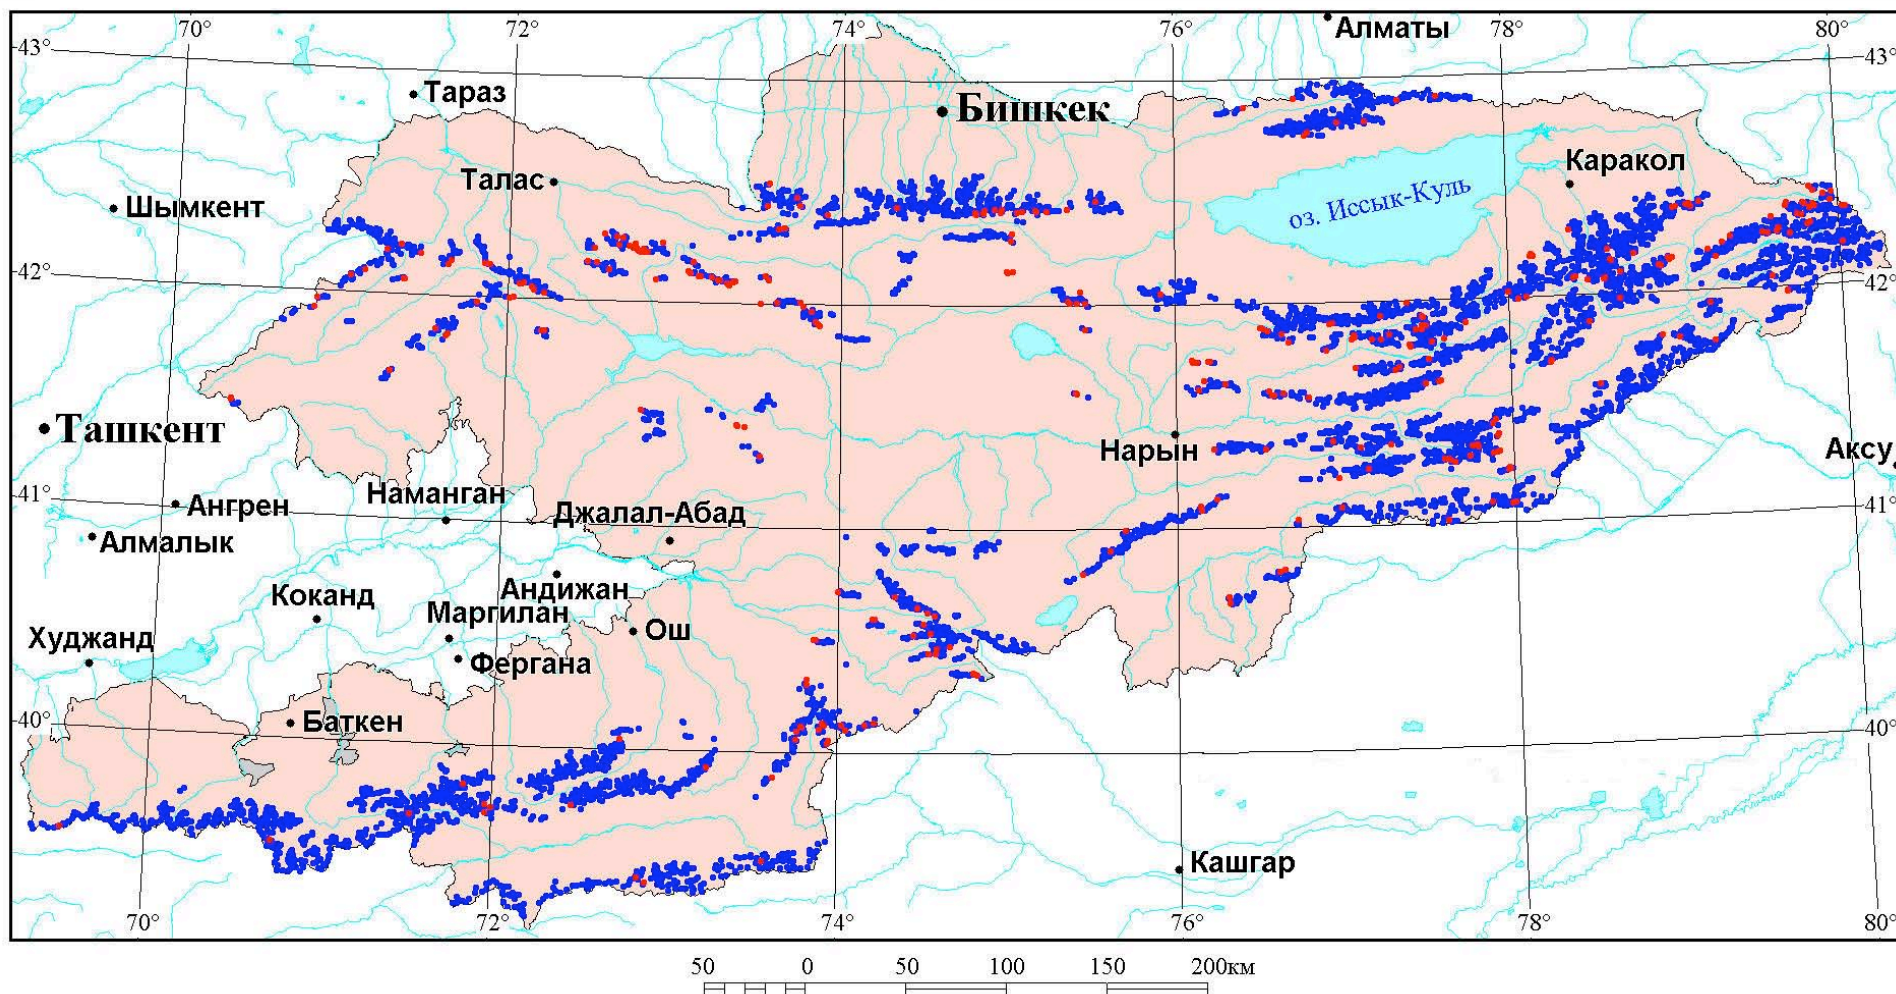 70°
72°
74°
76°
78°
80°
Алматы
43°
43°
Тараз
Бишкек
Талас
Каракол
Шымкент
оз. Иссык-Куль
42°
42°
Ташкент
Нарын
Аксу
41°
41°
Ангрен
Наманган
Джалал-Абад
Алмалык
Андижан
Коканд
Маргилан
Ош
Худжанд
Фергана
40°
40°
Баткен
Кашгар
70°
72°
74°
76°
78°
80°
50 0 50 100 150 200км